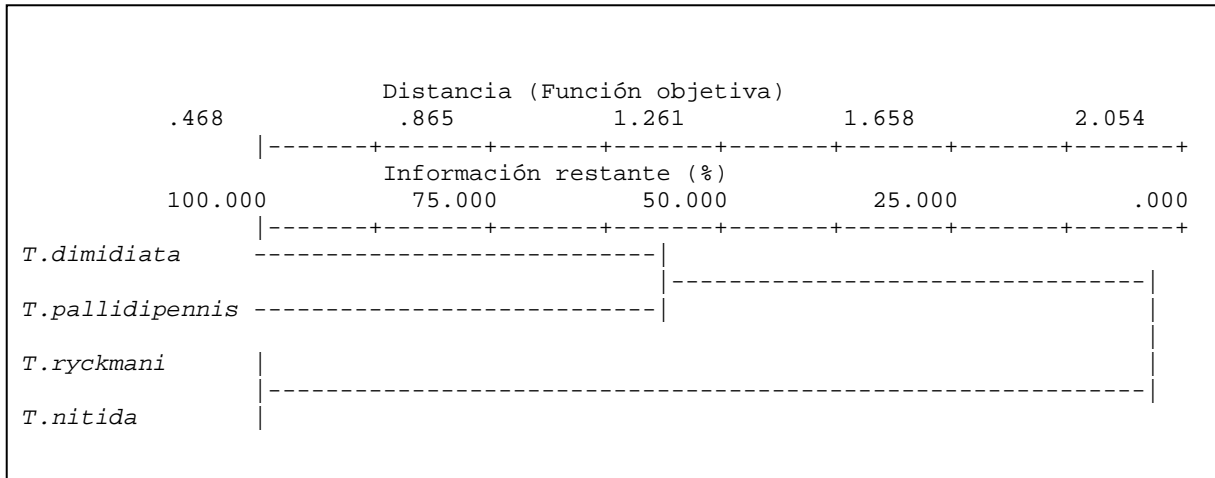 Distancia (Función objetiva)
.468 .865 1.261 1.658 2.054
|-------+-------+-------+-------+-------+-------+-------+-------+
Información restante (%)
100.000 75.000 50.000 25.000 .000
|-------+-------+-------+-------+-------+-------+-------+-------+
T.dimidiata ----------------------------|
|---------------------------------|
T.pallidipennis ----------------------------| |
|
T.ryckmani | |
|-------------------------------------------------------------|
T.nitida |